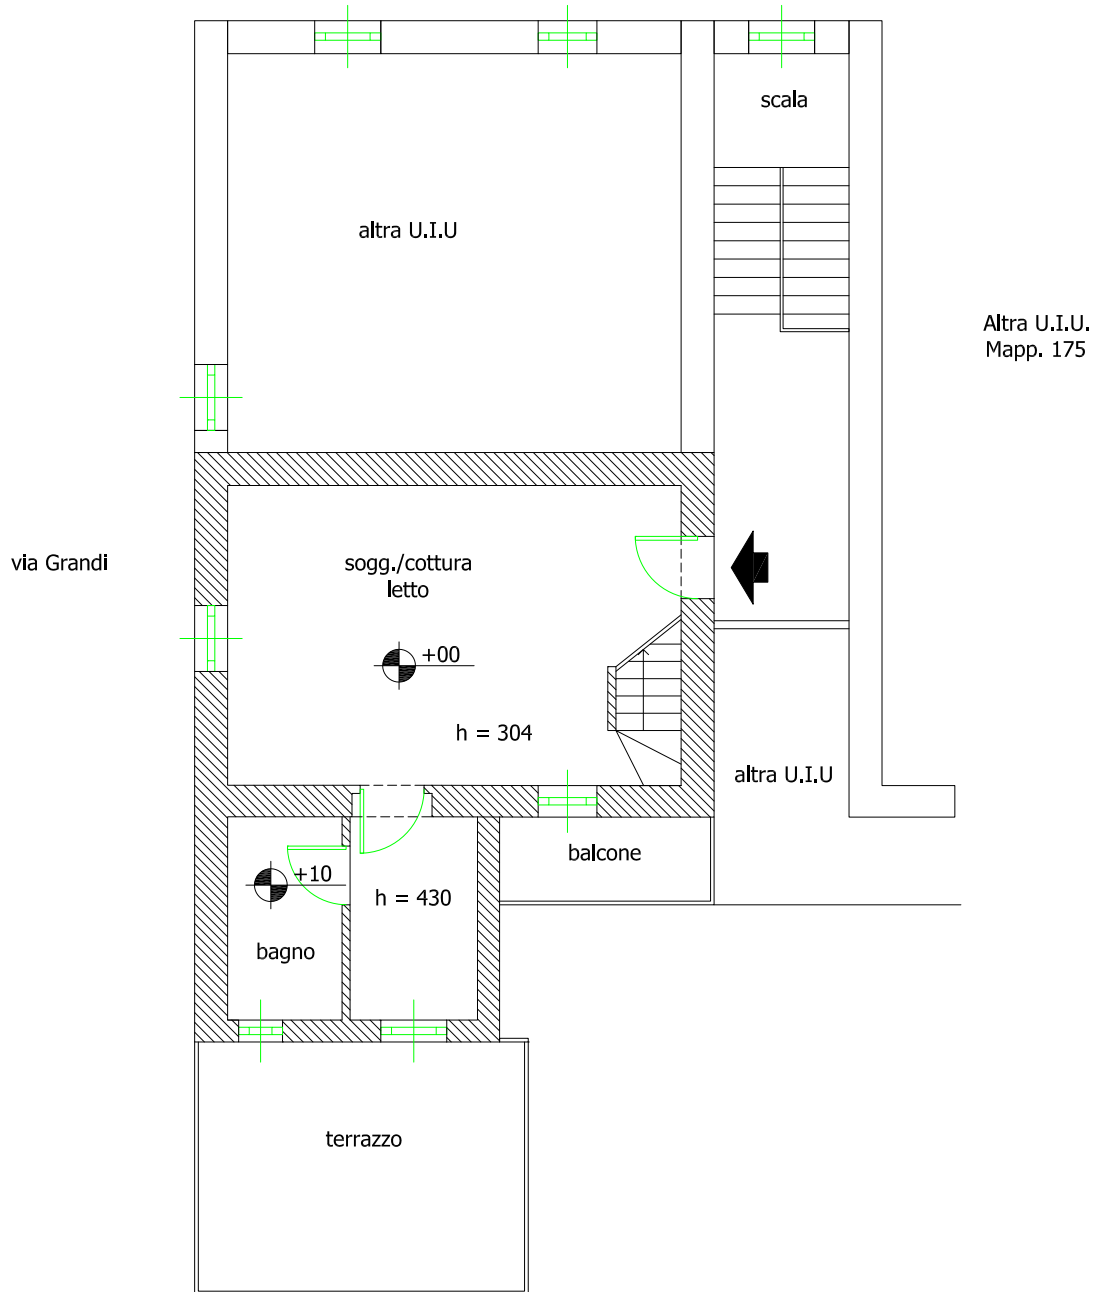 scala
altra U.I.U
Altra U.I.U.
Mapp. 175
via Grandi
sogg./cottura
letto
+00
h = 304
altra U.I.U
balcone
+10
h = 430
bagno
terrazzo